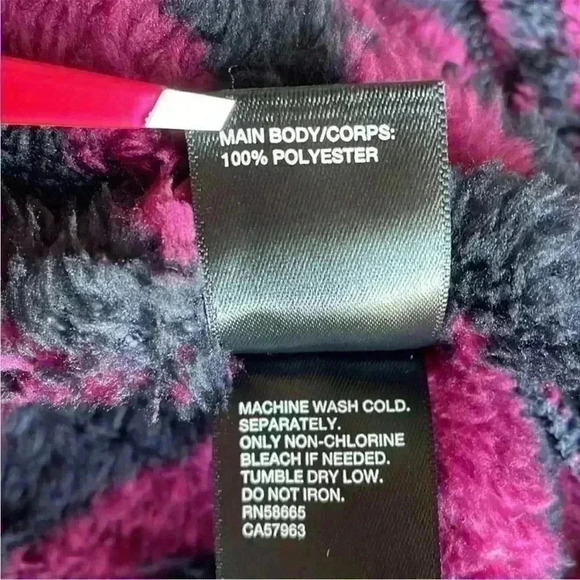 MAIN BODY/CORPS:
100% POLYESTER
MACHINE WASH COLD.
SEPARATELY.
ONLY NON-CHLORINE
BLEACH IF NEEDED.
TUMBLE DRY LOW.
DO NOT IRON.
RN58665
CA57963